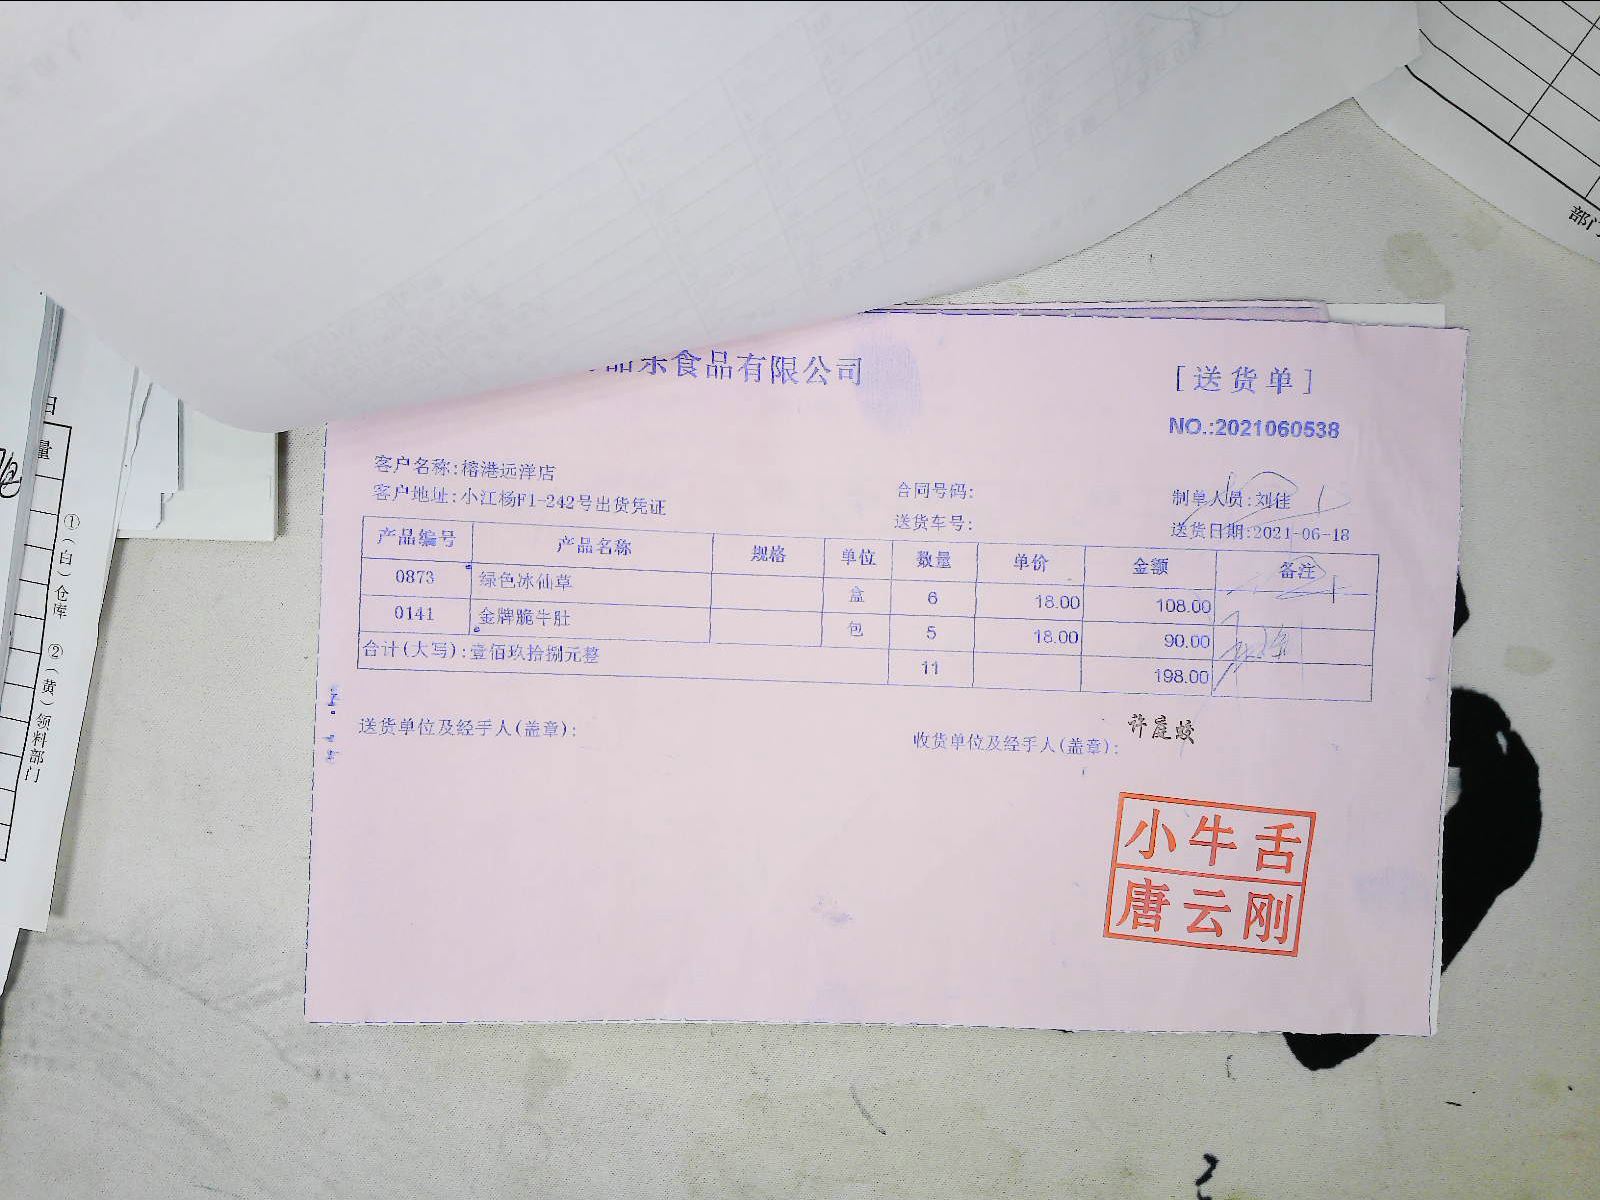 食品有限公司
[送货单]
NO.:2021060538
客户名称:榕港远洋店
客户地址:小江杨F1-242号出货凭证
合同号码:
送货车号:
制单人员:刘佳
送货日期:2021-06-18
产品编号 产品名称 规格 单位 数量 单价 金额 备注
0873 绿色冰仙草 盒 6 18.00 108.00
0141 金牌脆牛肚 包 5 18.00 90.00
合计(大写):壹佰玖拾捌元整 11 198.00
送货单位及经手人(盖章):
收货单位及经手人(盖章):
许庭蛟
小牛舌
唐云刚
日
量
①(白)仓库 ②(黄)领料部门
部门